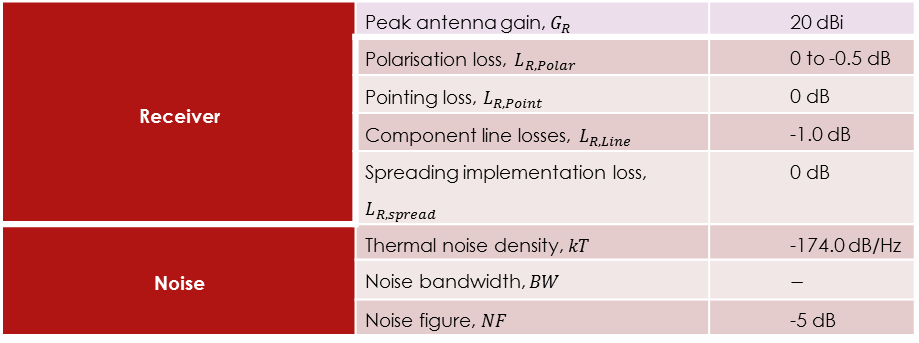 Receiver
Peak antenna gain, G_R 20 dBi
Polarisation loss, L_{R,Polar} 0 to -0.5 dB
Pointing loss, L_{R,Point} 0 dB
Component line losses, L_{R,Line} -1.0 dB
Spreading implementation loss, 0 dB
L_{R,spread}
Noise
Thermal noise density, kT -174.0 dB/Hz
Noise bandwidth, BW –
Noise figure, NF -5 dB